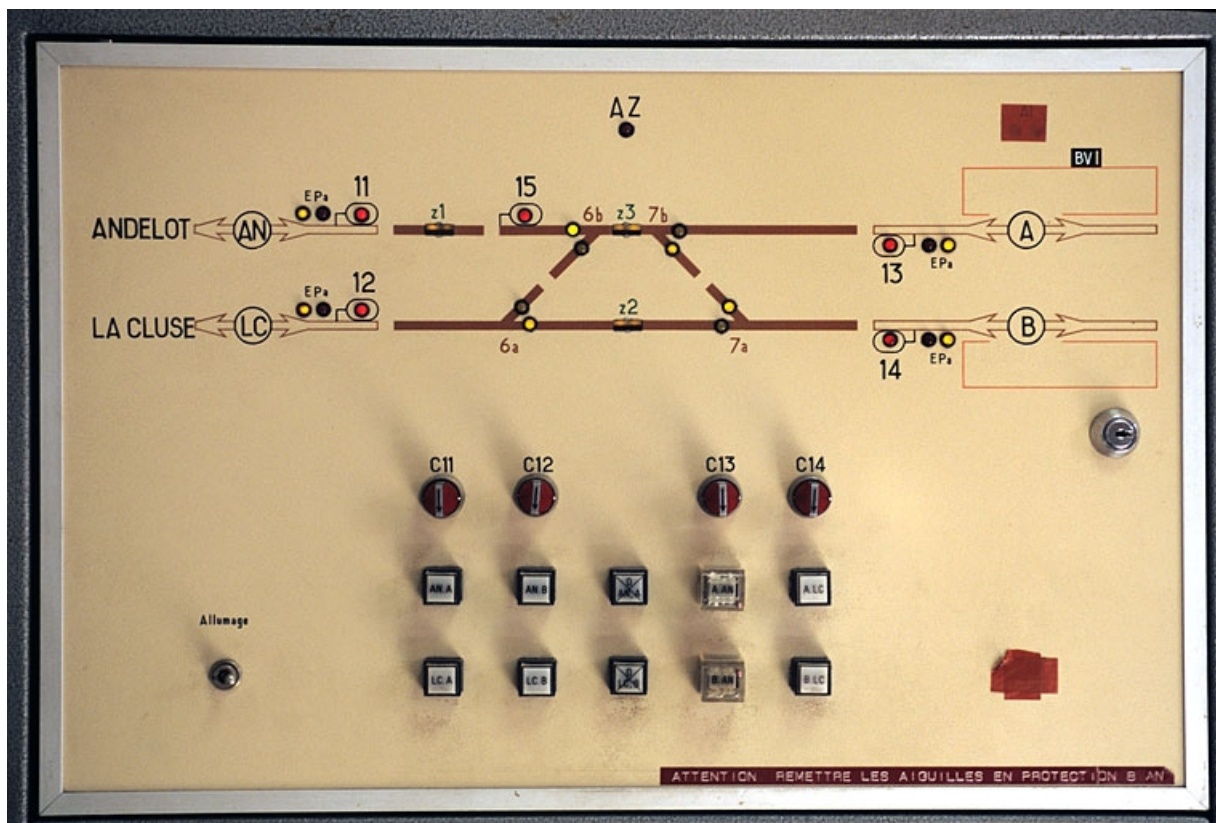 AZ
BVI
EPa 11 15
z1 6b z3 7b
ANDELOT AN A
13 EPa
EPa 12
z2
LA CLUSE LC B
6a 7a 14 EPa
C11 C12 C13 C14
AN.A AN.B AN.A A.AN A.LC
Allumage
LC.A LC.B LC.B B.AN B.LC
ATTENTION REMETTRE LES AIGUILLES EN PROTECTION B AN